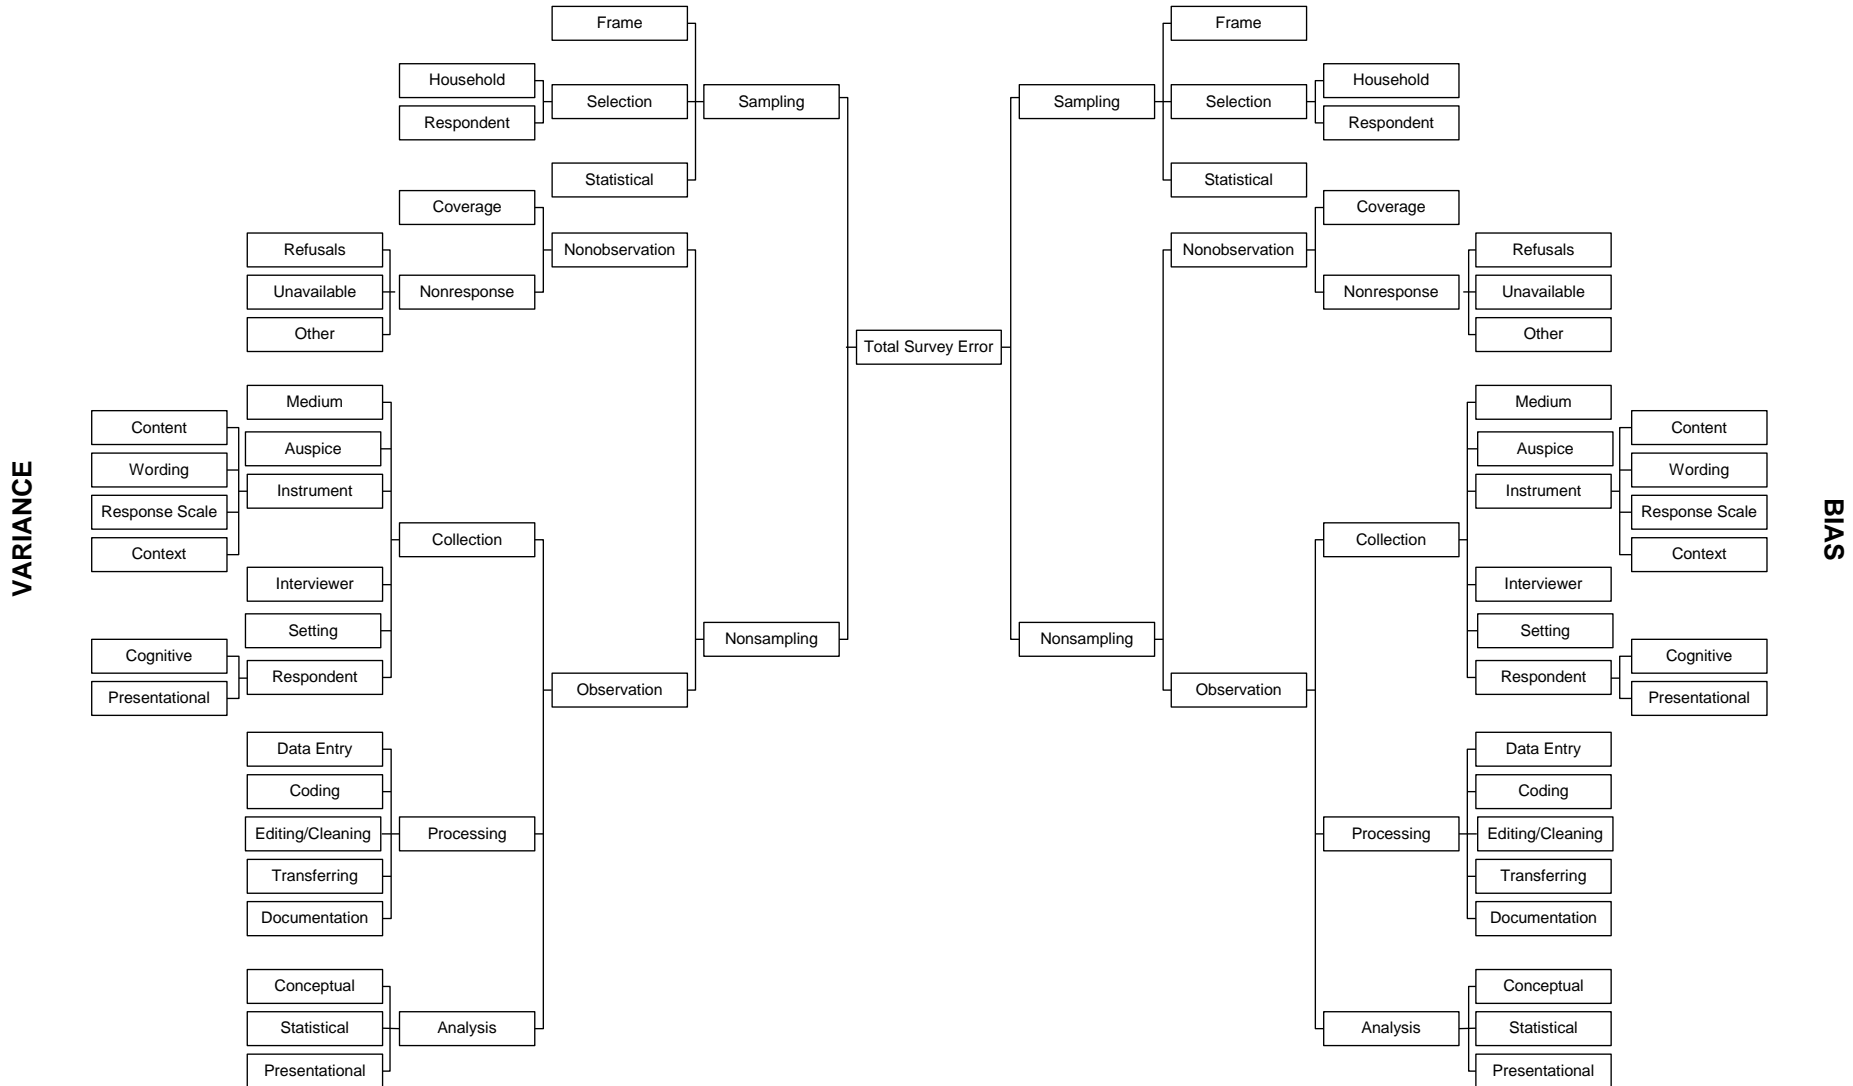 Frame
Frame
Household
Household
Selection
Sampling
Sampling
Selection
Respondent
Respondent
Statistical
Statistical
Coverage
Coverage
Refusals
Nonobservation
Nonobservation
Refusals
Unavailable
Nonresponse
Nonresponse
Unavailable
Other
Other
Total Survey Error
Medium
Medium
Content
Content
Auspice
Auspice
Wording
Wording
Instrument
Instrument
Response Scale
Response Scale
VARIANCE
BIAS
Collection
Collection
Context
Context
Interviewer
Interviewer
Setting
Setting
Nonsampling
Nonsampling
Cognitive
Cognitive
Respondent
Respondent
Observation
Observation
Presentational
Presentational
Data Entry
Data Entry
Coding
Coding
Editing/Cleaning
Processing
Processing
Editing/Cleaning
Transferring
Transferring
Documentation
Documentation
Conceptual
Conceptual
Statistical
Analysis
Analysis
Statistical
Presentational
Presentational